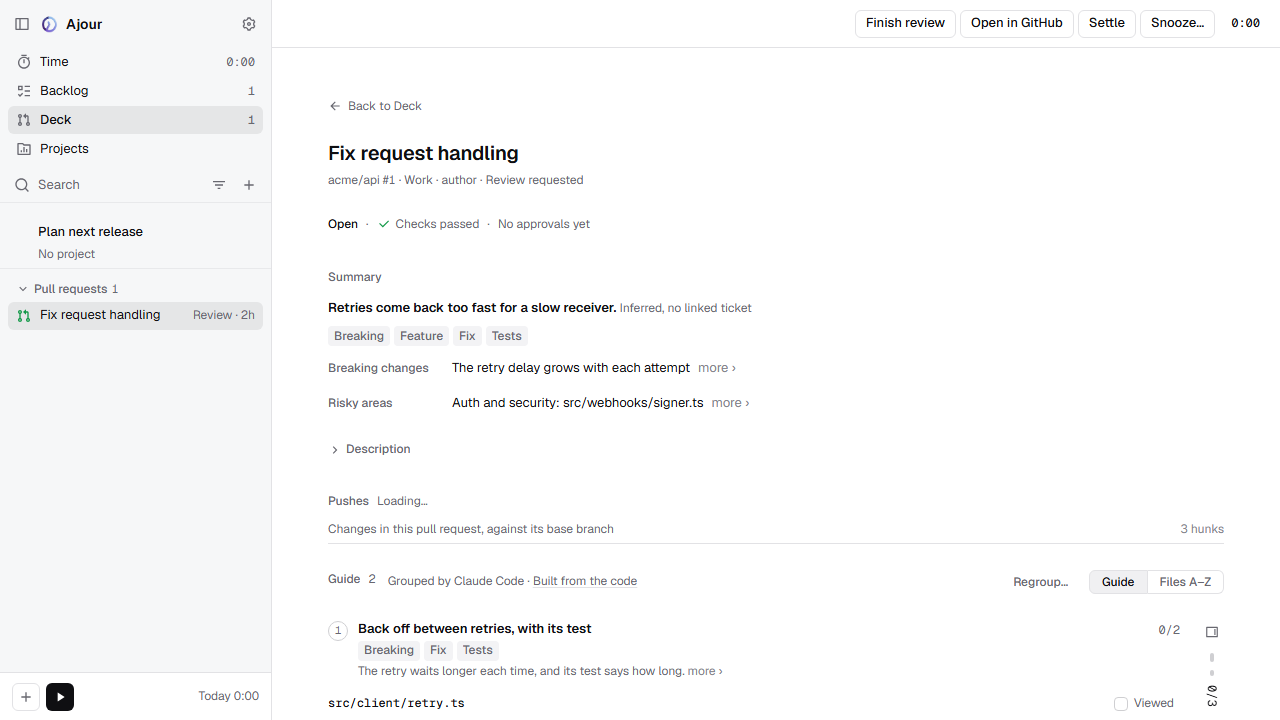 Ajour
Time 0:00
Backlog 1
Deck 1
Projects
Search
Plan next release
No project
Pull requests 1
Fix request handling Review · 2h
Today 0:00
Finish review Open in GitHub Settle Snooze… 0:00
Back to Deck
Fix request handling
acme/api #1 · Work · author · Review requested
Open · Checks passed · No approvals yet
Summary
Retries come back too fast for a slow receiver. Inferred, no linked ticket
Breaking Feature Fix Tests
Breaking changes The retry delay grows with each attempt more ›
Risky areas Auth and security: src/webhooks/signer.ts more ›
Description
Pushes Loading…
Changes in this pull request, against its base branch 3 hunks
Guide 2 Grouped by Claude Code · Built from the code Regroup… Guide Files A–Z
1 Back off between retries, with its test 0/2
Breaking Fix Tests
The retry waits longer each time, and its test says how long. more ›
src/client/retry.ts Viewed
0/3